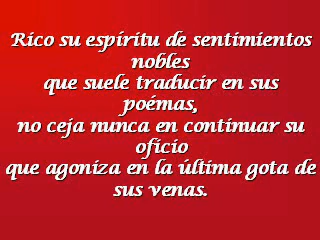 Rico su espíritu de sentimientos
nobles
que suele traducir en sus
poémas,
no ceja nunca en continuar su
oficio
que agoniza en la última gota de
sus venas.